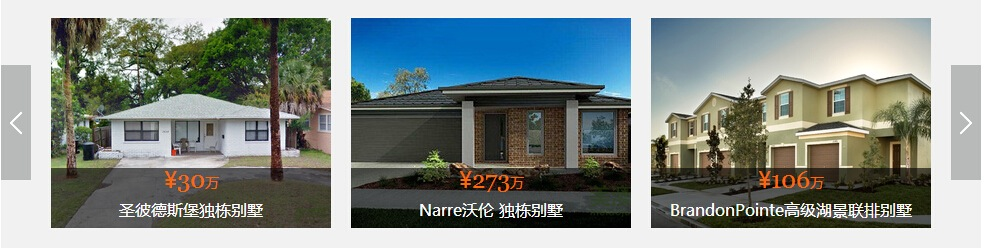 ¥30万
圣彼德斯堡独栋别墅
¥273万
Narre沃伦 独栋别墅
¥106万
BrandonPointe高级湖景联排别墅